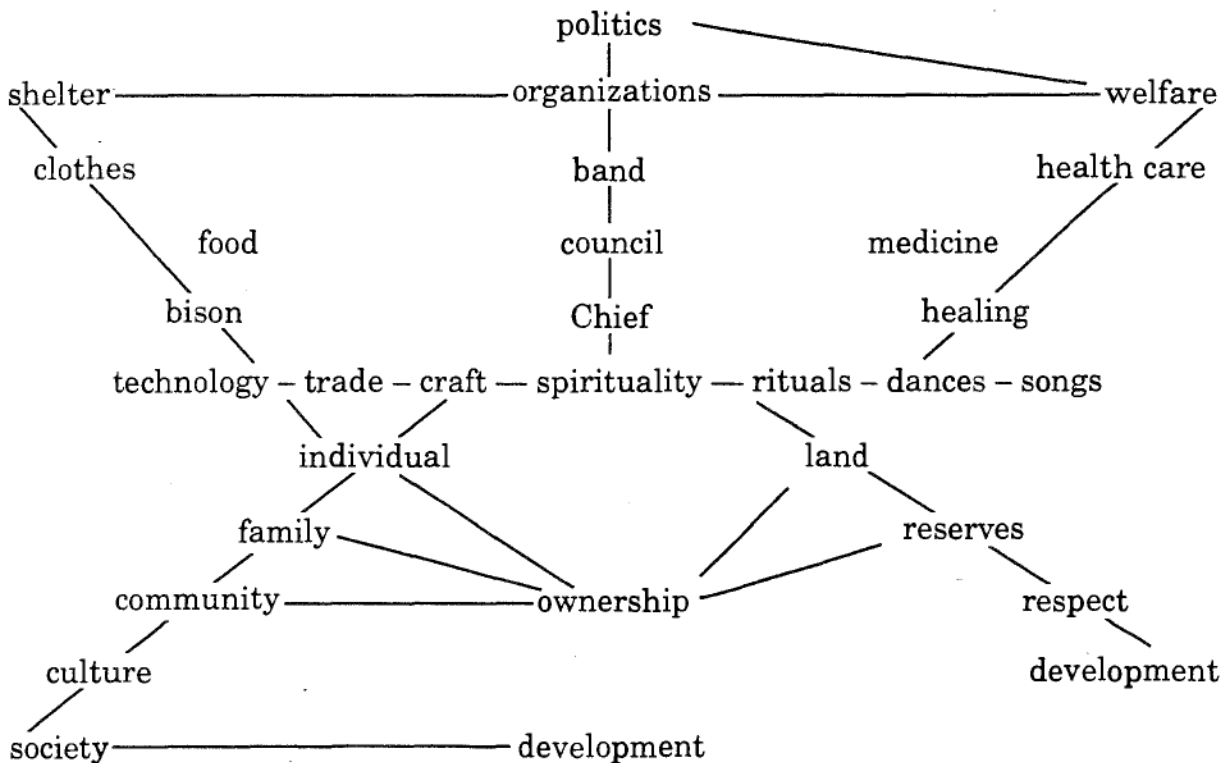 politics
shelter organizations welfare
clothes band health care
food council medicine
bison Chief healing
technology – trade – craft — spirituality — rituals – dances – songs
individual land
family reserves
community ownership respect
culture development
society development